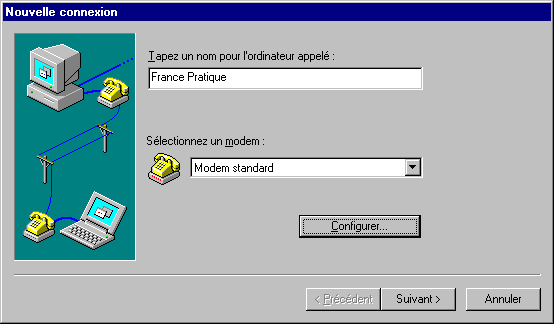 Nouvelle connexion
Tapez un nom pour l'ordinateur appelé :
France Pratique
Sélectionnez un modem :
Modem standard
Configurer...
< Précédent
Suivant >
Annuler